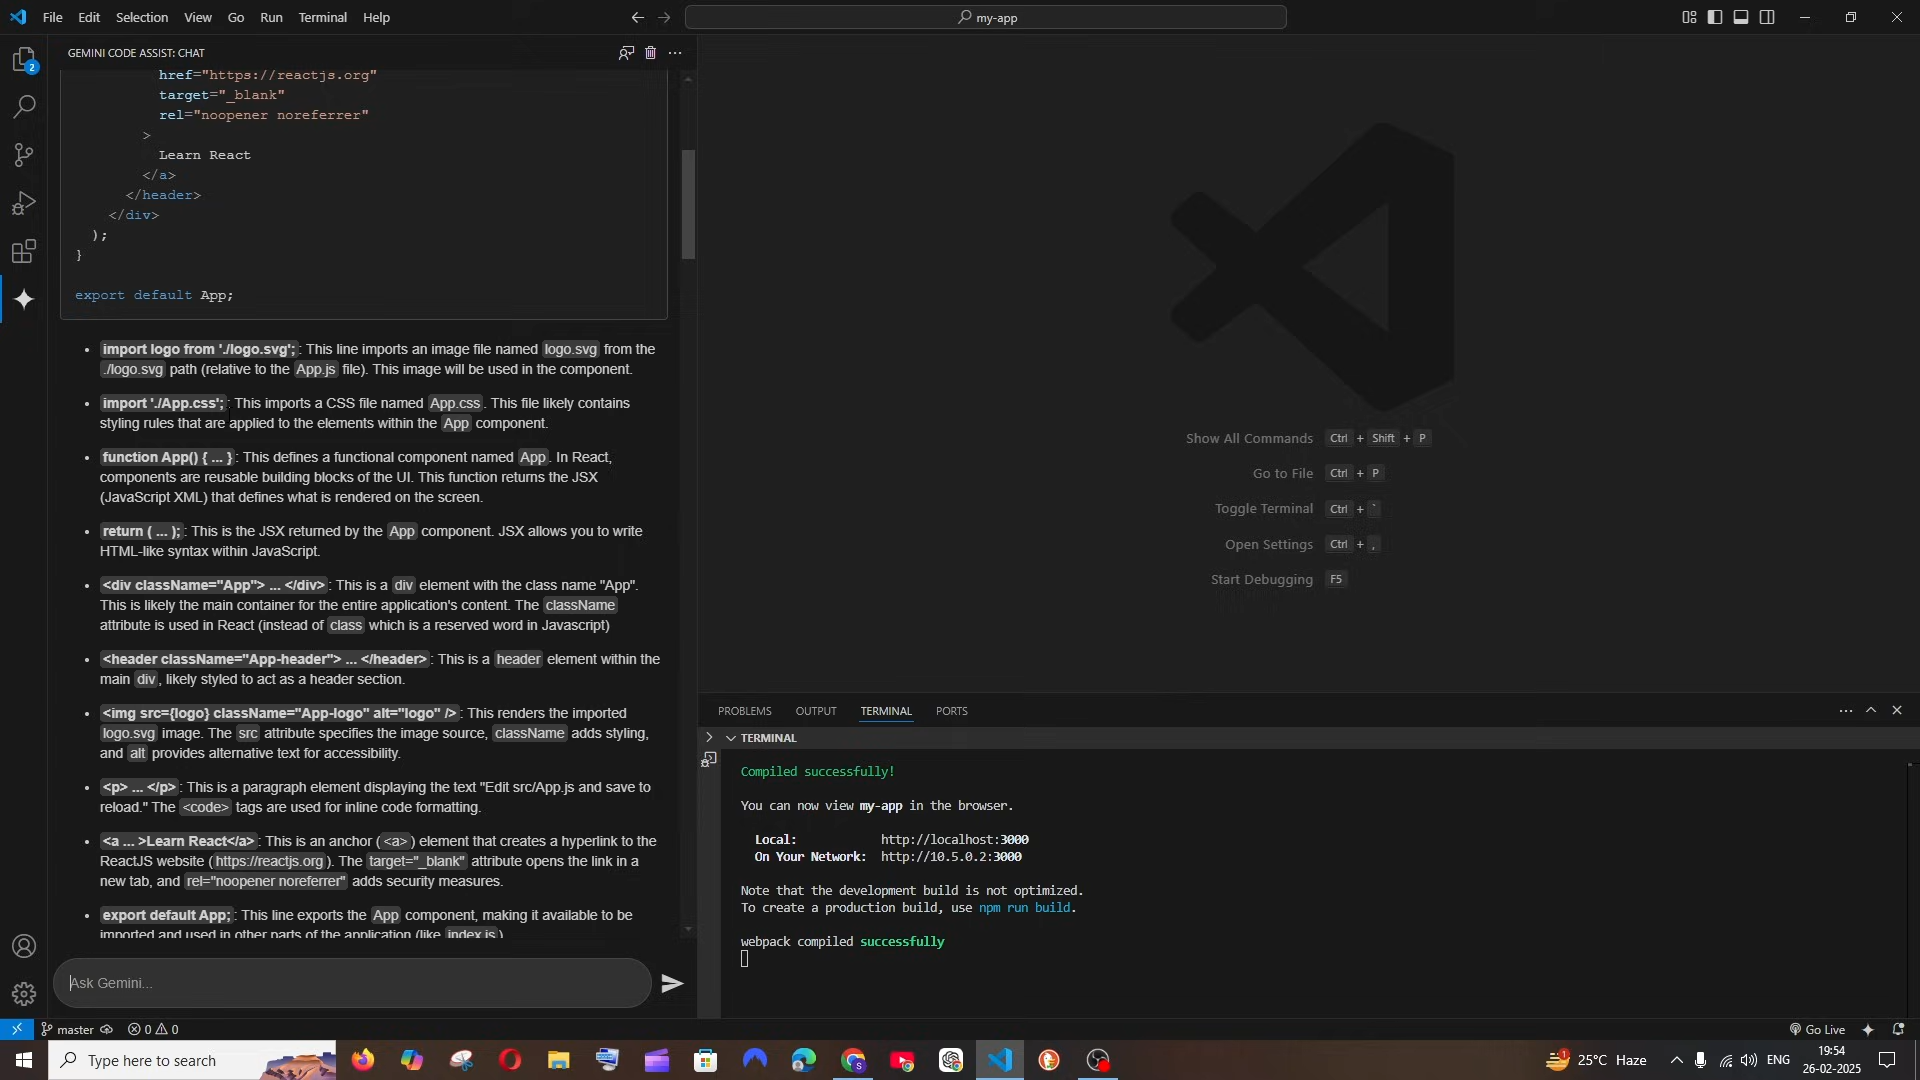 File Edit Selection View Go Run Terminal Help
my-app
GEMINI CODE ASSIST: CHAT
2
href="https://reactjs.org"
target="_blank"
rel="noopener noreferrer"
>
Learn React
</a>
</header>
</div>
);
}
export default App;
• import logo from './logo.svg';: This line imports an image file named logo.svg from the
./logo.svg path (relative to the App.js file). This image will be used in the component.
• import './App.css';: This imports a CSS file named App.css. This file likely contains
styling rules that are applied to the elements within the App component.
• function App() { ... }: This defines a functional component named App. In React,
components are reusable building blocks of the UI. This function returns the JSX
(JavaScript XML) that defines what is rendered on the screen.
• return ( ... );: This is the JSX returned by the App component. JSX allows you to write
HTML-like syntax within JavaScript.
• <div className="App"> ... </div>: This is a div element with the class name "App".
This is likely the main container for the entire application's content. The className
attribute is used in React (instead of class which is a reserved word in Javascript)
• <header className="App-header"> ... </header>: This is a header element within the
main div, likely styled to act as a header section.
• <img src={logo} className="App-logo" alt="logo" />: This renders the imported
logo.svg image. The src attribute specifies the image source, className adds styling,
and alt provides alternative text for accessibility.
• <p> ... </p>: This is a paragraph element displaying the text "Edit src/App.js and save to
reload." The <code> tags are used for inline code formatting.
• <a ... >Learn React</a>: This is an anchor (<a>) element that creates a hyperlink to the
ReactJS website (https://reactjs.org). The target="_blank" attribute opens the link in a
new tab, and rel="noopener noreferrer" adds security measures.
• export default App;: This line exports the App component, making it available to be
imported and used in other parts of the application (like index.js)
Ask Gemini...
Show All Commands Ctrl + Shift + P
Go to File Ctrl + P
Toggle Terminal Ctrl + `
Open Settings Ctrl + ,
Start Debugging F5
PROBLEMS OUTPUT TERMINAL PORTS
TERMINAL
Compiled successfully!
You can now view my-app in the browser.
Local: http://localhost:3000
On Your Network: http://10.5.0.2:3000
Note that the development build is not optimized.
To create a production build, use npm run build.
webpack compiled successfully
master 0 0 Go Live
Type here to search 25°C Haze ENG 19:54
26-02-2025